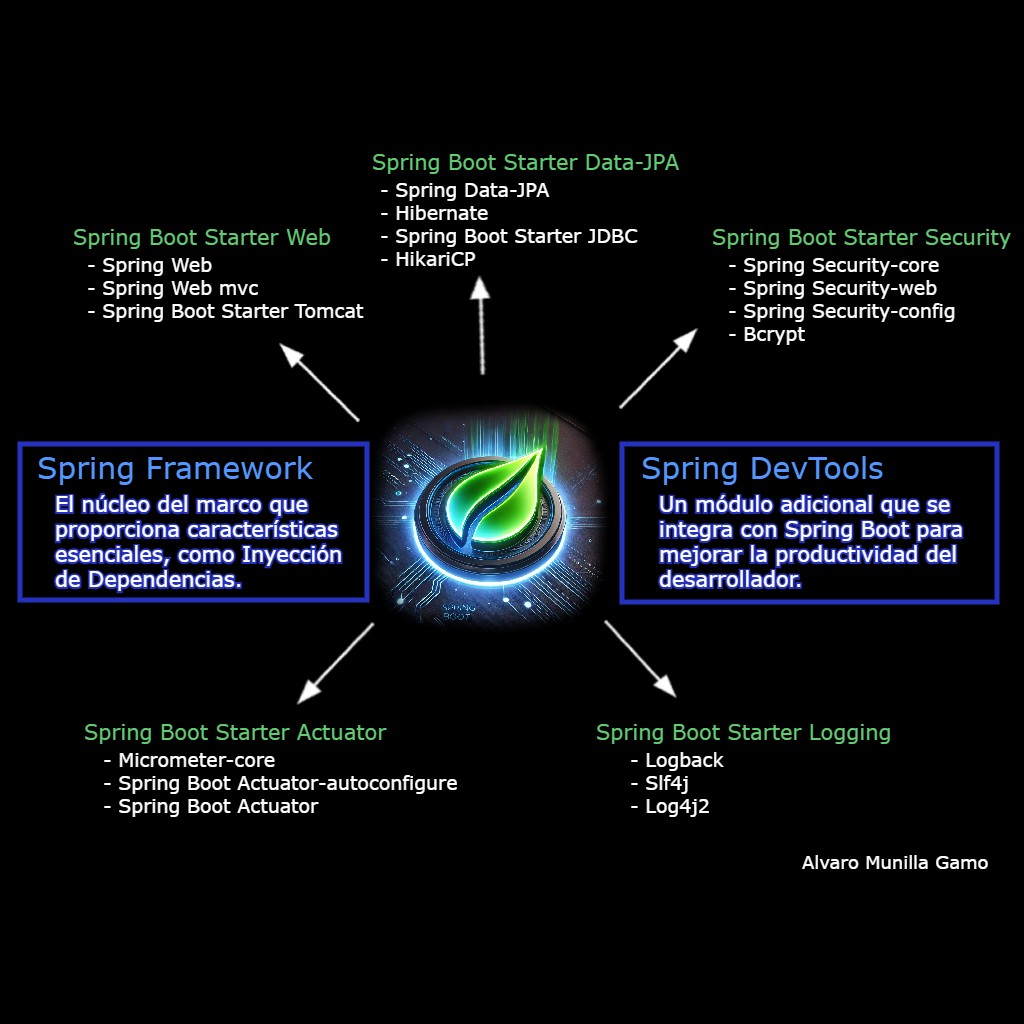 Spring Boot Starter Data-JPA
- Spring Data-JPA
- Hibernate
- Spring Boot Starter JDBC
- HikariCP
Spring Boot Starter Web
- Spring Web
- Spring Web mvc
- Spring Boot Starter Tomcat
Spring Boot Starter Security
- Spring Security-core
- Spring Security-web
- Spring Security-config
- Bcrypt
Spring Framework
El núcleo del marco que
proporciona características
esenciales, como Inyección
de Dependencias.
Spring DevTools
Un módulo adicional que se
integra con Spring Boot para
mejorar la productividad del
desarrollador.
SPRING
BOOT
Spring Boot Starter Actuator
- Micrometer-core
- Spring Boot Actuator-autoconfigure
- Spring Boot Actuator
Spring Boot Starter Logging
- Logback
- Slf4j
- Log4j2
Alvaro Munilla Gamo